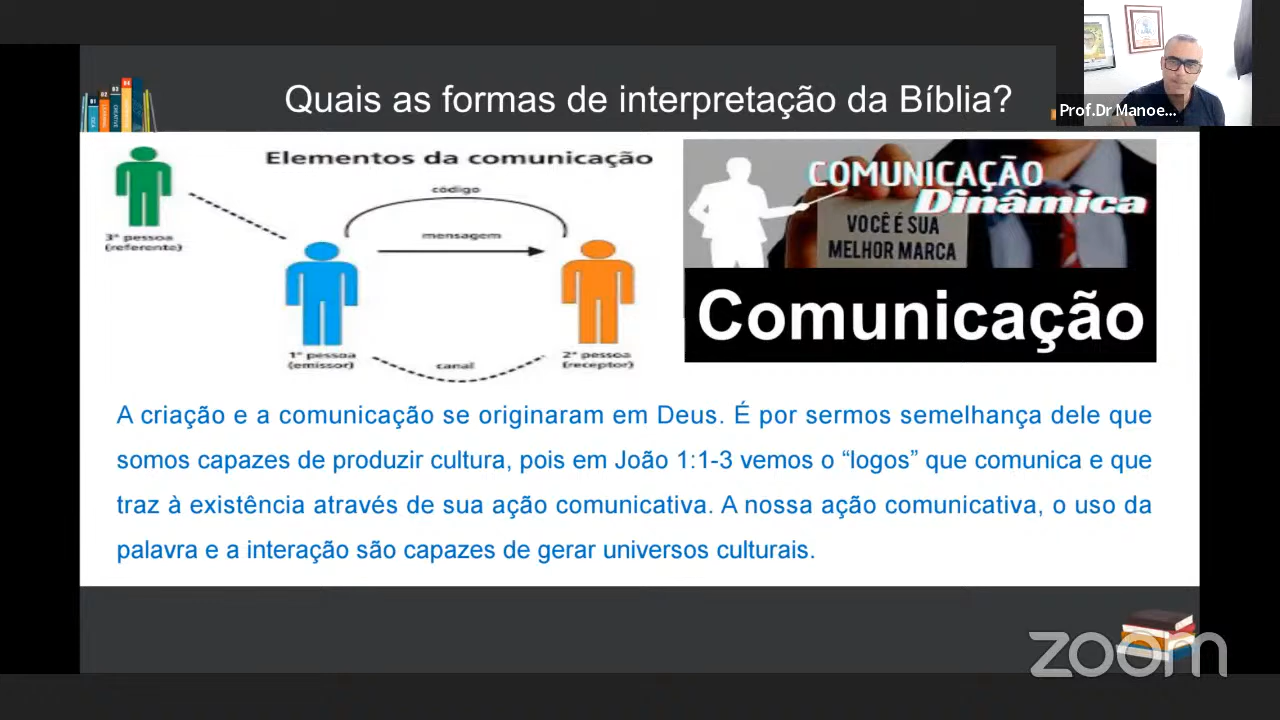 Quais as formas de interpretação da Bíblia?
Prof.Dr Manoe...
Elementos da comunicação
código
mensagem
3ª pessoa
(referente)
1ª pessoa
(emissor)
canal
2ª pessoa
(receptor)
COMUNICAÇÃO
Dinâmica
VOCÊ É SUA
MELHOR MARCA
Comunicação
A criação e a comunicação se originaram em Deus. É por sermos semelhança dele que
somos capazes de produzir cultura, pois em João 1:1-3 vemos o “logos” que comunica e que
traz à existência através de sua ação comunicativa. A nossa ação comunicativa, o uso da
palavra e a interação são capazes de gerar universos culturais.
zoom